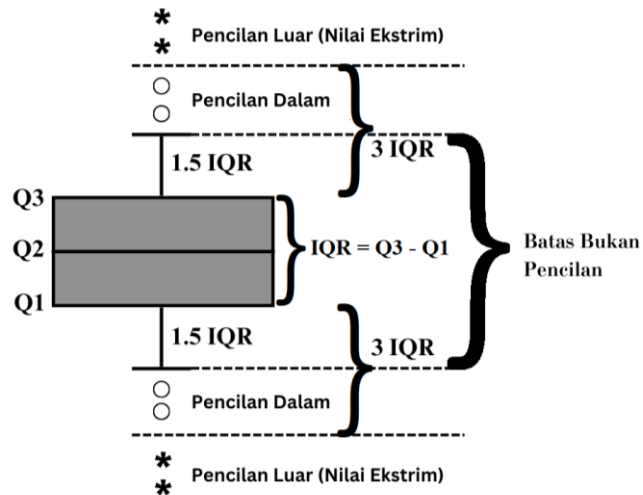 * Pencilan Luar (Nilai Ekstrim)
*
Pencilan Dalam
1.5 IQR
3 IQR
Q3
Q2
IQR = Q3 - Q1
Batas Bukan
Pencilan
Q1
1.5 IQR
3 IQR
Pencilan Dalam
* Pencilan Luar (Nilai Ekstrim)
*